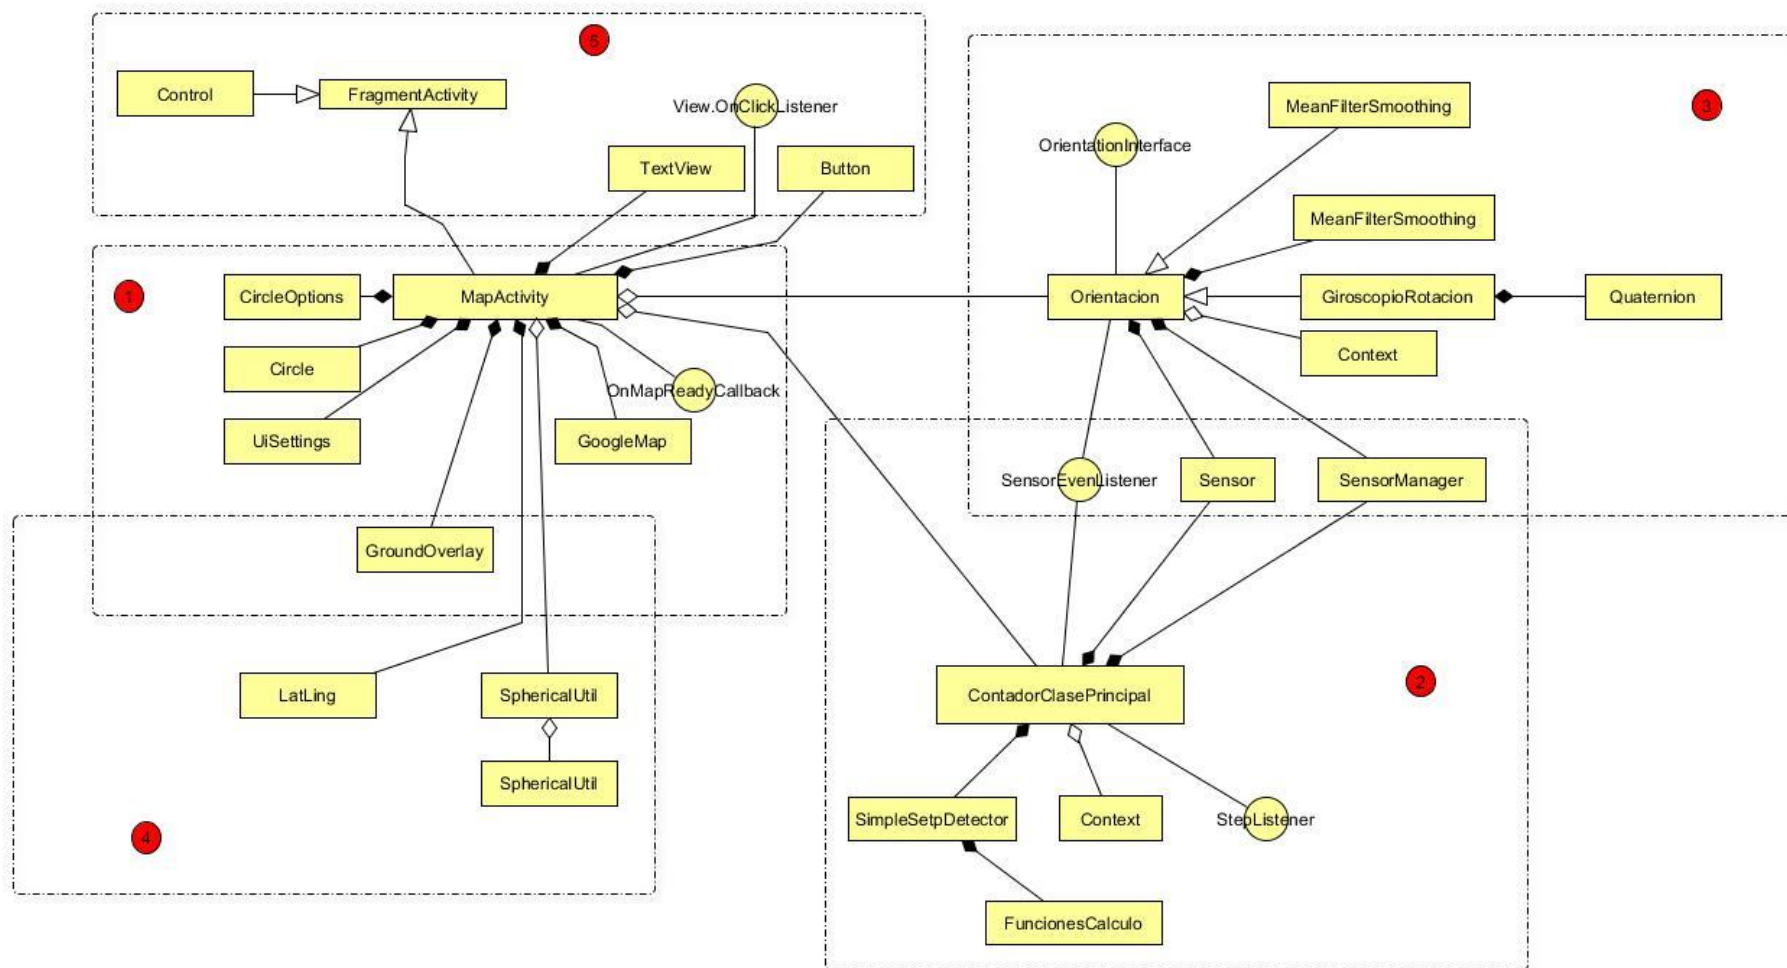 5
Control
FragmentActivity
View.OnClickListener
TextView
Button
3
MeanFilterSmoothing
OrientationInterface
MeanFilterSmoothing
1
CircleOptions
MapActivity
Orientacion
GiroscopioRotacion
Quaternion
Context
Circle
OnMapReadyCallback
UiSettings
GoogleMap
SensorEvenListener
Sensor
SensorManager
GroundOverlay
2
LatLing
SphericalUtil
ContadorClasePrincipal
SphericalUtil
4
SimpleSetpDetector
Context
StepListener
FuncionesCalculo